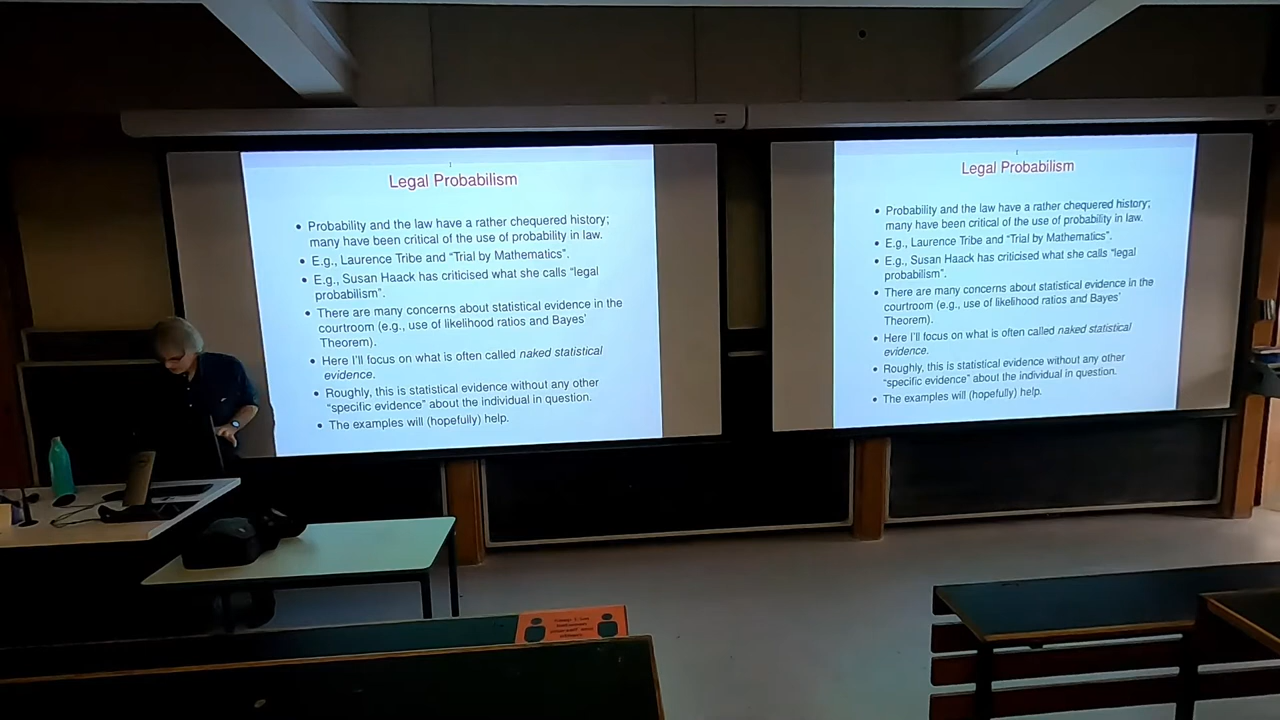 Legal Probabilism
• Probability and the law have a rather chequered history;
many have been critical of the use of probability in law.
• E.g., Laurence Tribe and “Trial by Mathematics”.
• E.g., Susan Haack has criticised what she calls “legal
probabilism”.
• There are many concerns about statistical evidence in the
courtroom (e.g., use of likelihood ratios and Bayes’
Theorem).
• Here I’ll focus on what is often called naked statistical
evidence.
• Roughly, this is statistical evidence without any other
“specific evidence” about the individual in question.
• The examples will (hopefully) help.
Legal Probabilism
• Probability and the law have a rather chequered history;
many have been critical of the use of probability in law.
• E.g., Laurence Tribe and “Trial by Mathematics”.
• E.g., Susan Haack has criticised what she calls “legal
probabilism”.
• There are many concerns about statistical evidence in the
courtroom (e.g., use of likelihood ratios and Bayes’
Theorem).
• Here I’ll focus on what is often called naked statistical
evidence.
• Roughly, this is statistical evidence without any other
“specific evidence” about the individual in question.
• The examples will (hopefully) help.